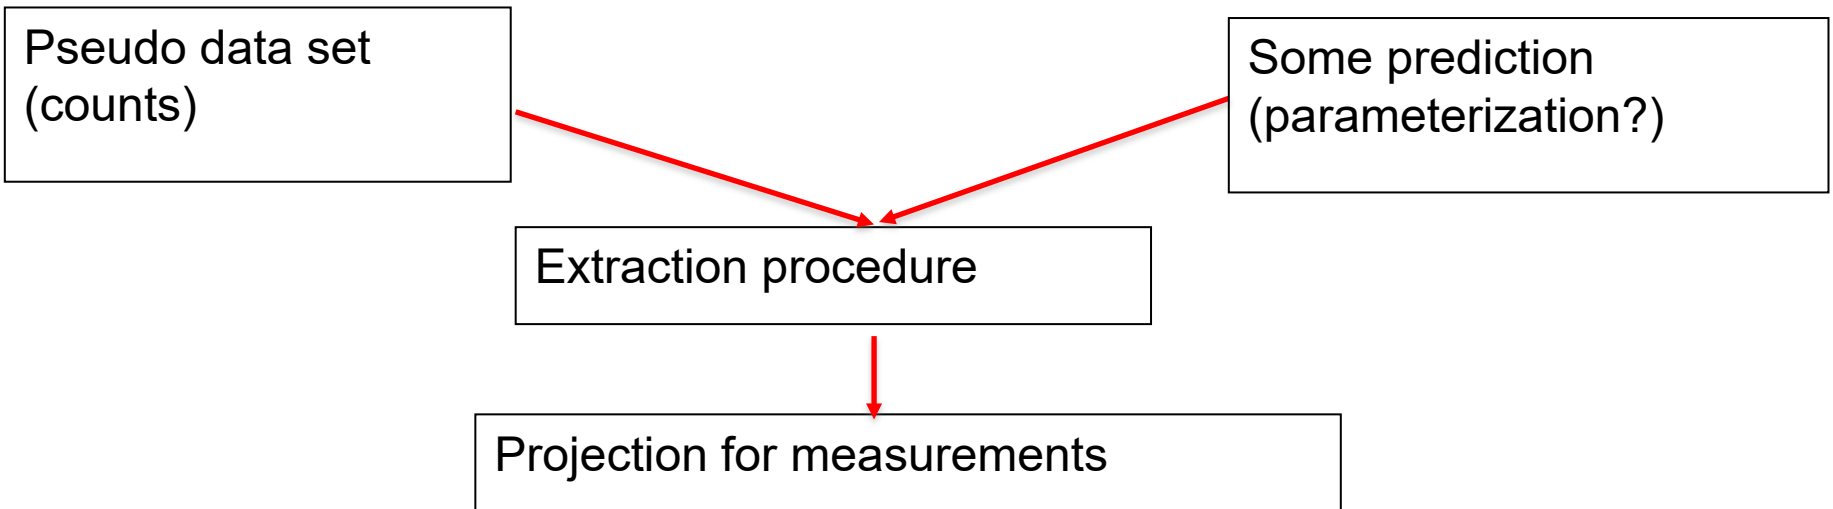 Pseudo data set
(counts)
Some prediction
(parameterization?)
Extraction procedure
Projection for measurements